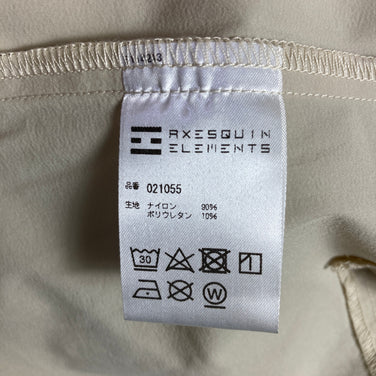 AXESQUIN
ELEMENTS
品番 021055
生地 ナイロン 90%
ポリウレタン 10%
30
W